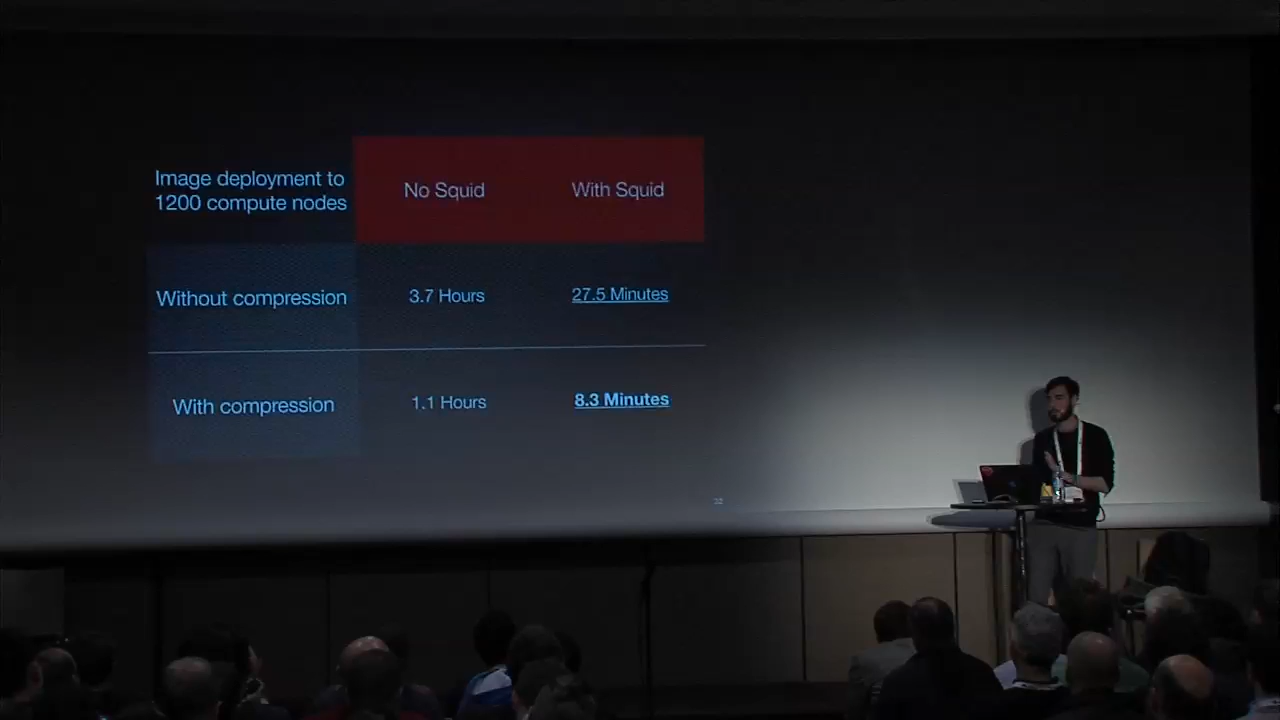 Image deployment to
1200 compute nodes
No Squid
With Squid
Without compression
3.7 Hours
27.5 Minutes
With compression
1.1 Hours
8.3 Minutes